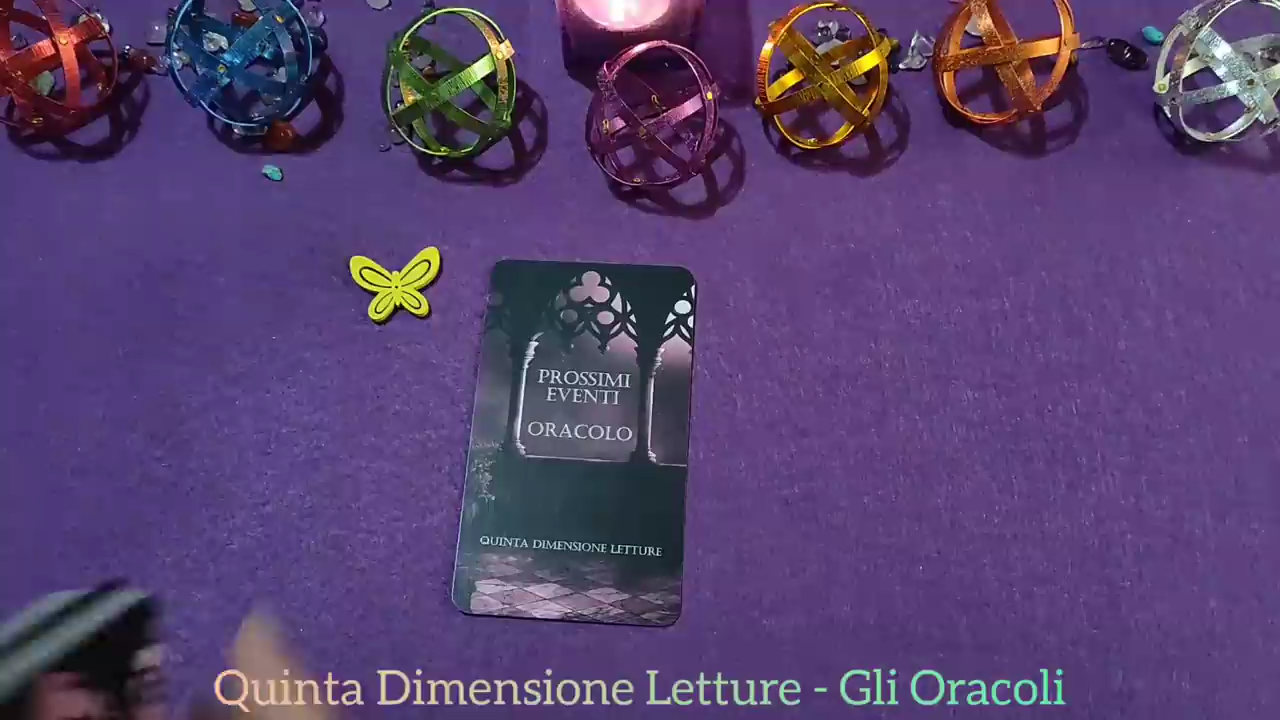 PROSSIMI
EVENTI
ORACOLO
QUINTA DIMENSIONE LETTURE
Quinta Dimensione Letture - Gli Oracoli